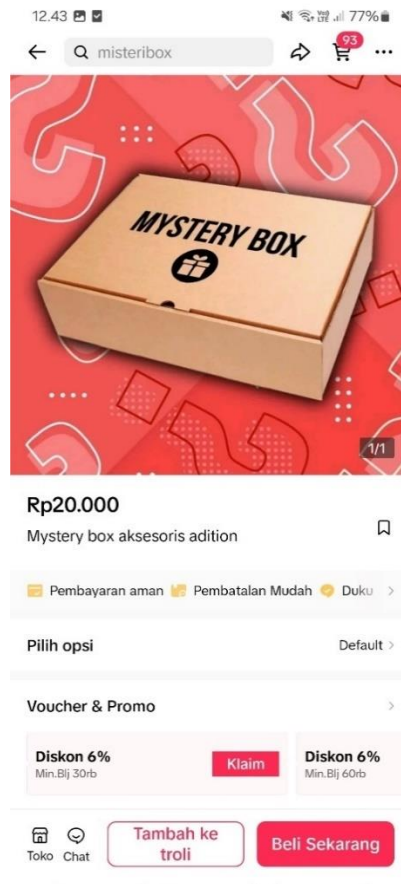 12.43
77%
misteribox
93
MYSTERY BOX
1/1
Rp20.000
Mystery box aksesoris adition
Pembayaran aman Pembatalan Mudah Duku
Pilih opsi Default
Voucher & Promo
Diskon 6% Diskon 6%
Min.Blj 30rb Klaim Min.Blj 60rb
Toko Chat Tambah ke troli Beli Sekarang